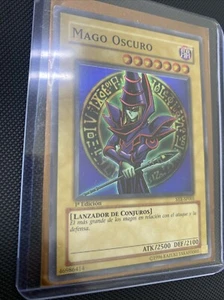 MAGO OSCURO
1ª Edición
[LANZADOR DE CONJUROS]
El más grande de los magos en relación con el ataque y la
defensa.
ATK/2500 DEF/2100